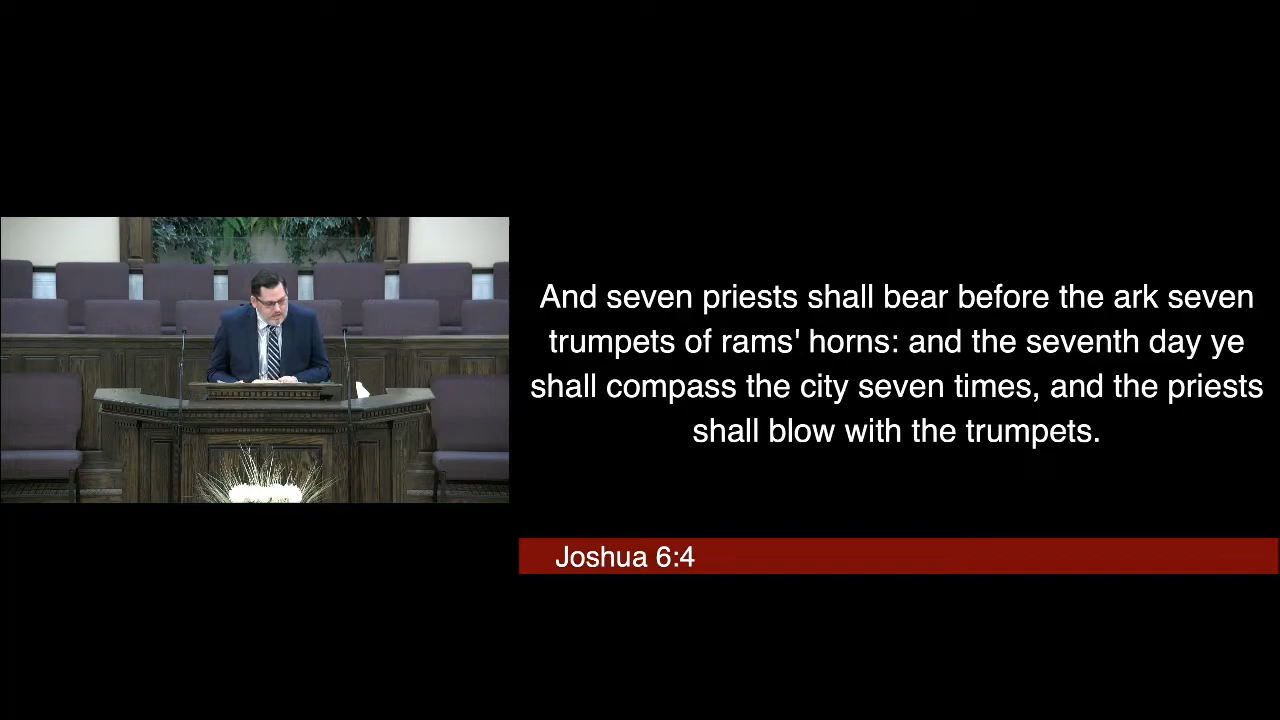 And seven priests shall bear before the ark seven
trumpets of rams' horns: and the seventh day ye
shall compass the city seven times, and the priests
shall blow with the trumpets.
Joshua 6:4